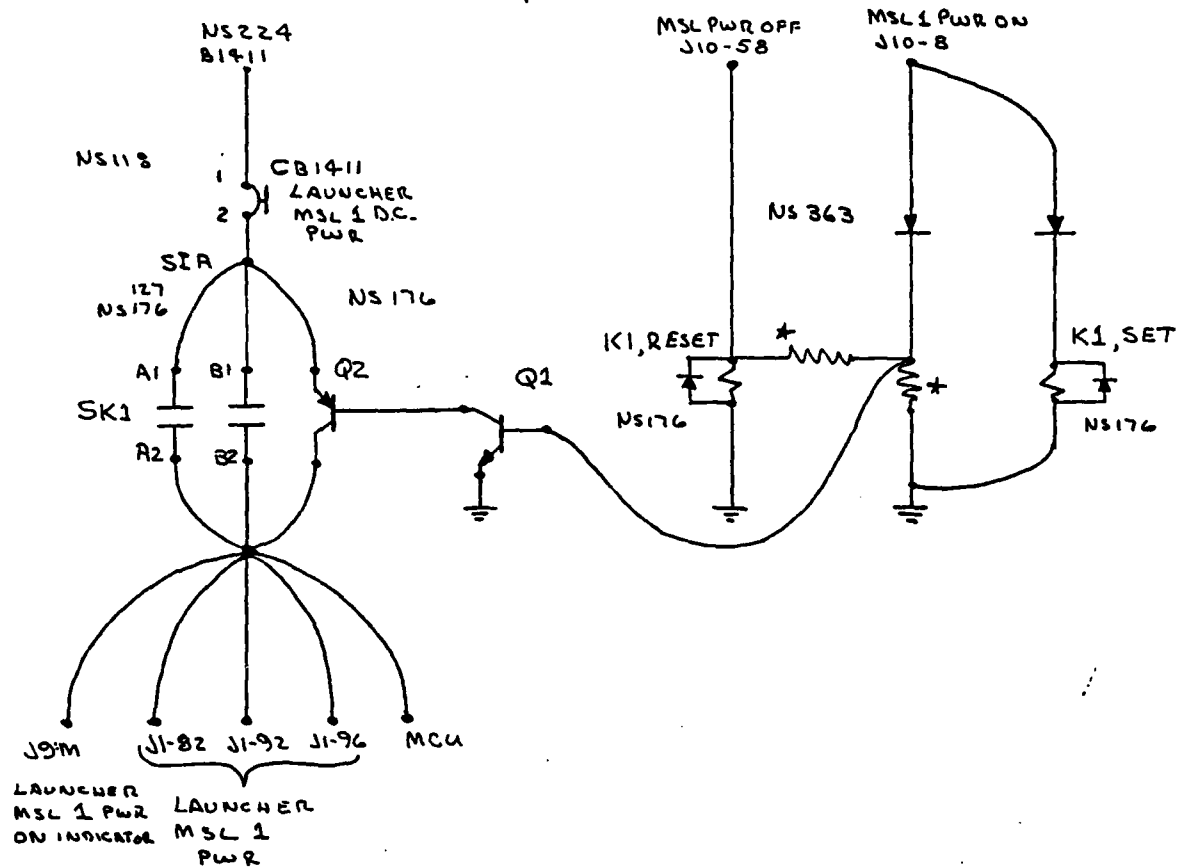 NS224
B1411
MSL PWR OFF
J10-58
MSL 1 PWR ON
J10-8
NS118
1
2
CB1411
LAUNCHER
MSL 1 D.C.
PWR
NS363
SIA
127
NS176
NS176
K1, RESET
*
*
K1, SET
A1
B1
Q2
Q1
SK1
NS176
NS176
A2
B2
J9-M
J1-82
J1-92
J1-96
MCU
LAUNCHER
MSL 1 PWR
ON INDICATOR
LAUNCHER
MSL 1
PWR